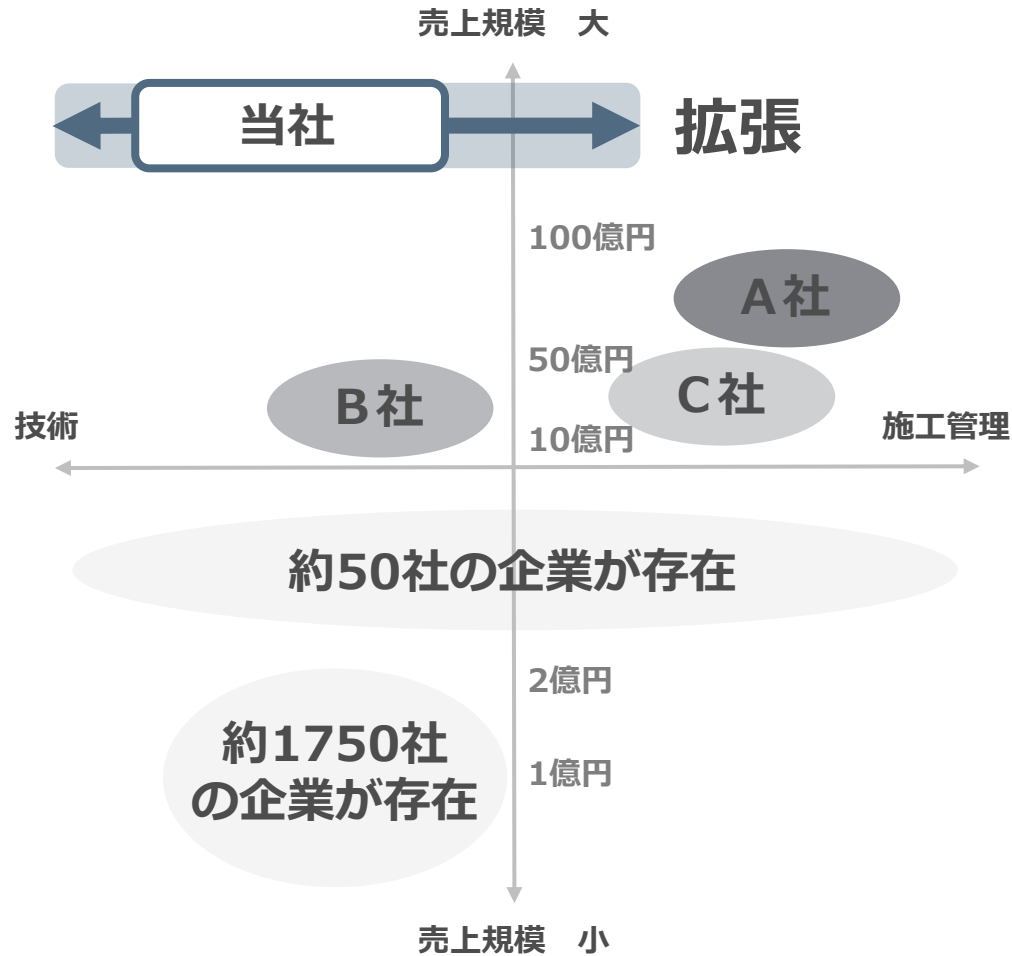 売上規模　大
当社
拡張
100億円
Ａ社
50億円
Ｂ社
Ｃ社
技術
10億円
施工管理
約50社の企業が存在
2億円
約1750社
の企業が存在
1億円
売上規模　小